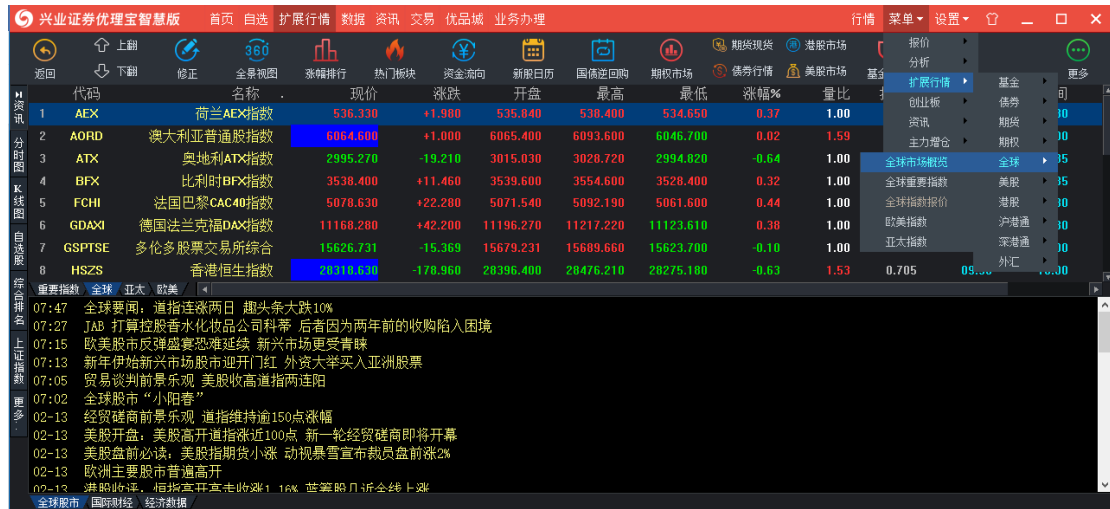 兴业证券优理宝智慧版 首页 自选 扩展行情 数据 资讯 交易 优品城 业务办理 行情 菜单 设置
返回 上翻 下翻 修正 360 全景视图 涨幅排行 热门板块 资金流向 新股日历 国债逆回购 期权市场 期货现货 债券行情 港股市场 美股市场 更多
报价
分析
扩展行情
创业板
资讯
主力增仓
基金
债券
期货
期权
全球
美股
港股
沪港通
深港通
外汇
全球市场概览
全球重要指数
全球指数报价
欧美指数
亚太指数
资讯
分时图
K线图
自选股
综合排名
上证指数
更多
代码 名称 现价 涨跌 开盘 最高 最低 涨幅% 量比
1 AEX 荷兰AEX指数 536.330 +1.980 535.840 538.400 534.650 0.37 1.00
2 AORD 澳大利亚普通股指数 6064.600 +1.000 6065.400 6093.600 6046.700 0.02 1.59
3 ATX 奥地利ATX指数 2995.270 -19.210 3015.030 3028.720 2994.820 -0.64 1.00
4 BFX 比利时BFX指数 3538.400 +11.460 3539.600 3554.600 3528.400 0.32 1.00
5 FCHI 法国巴黎CAC40指数 5078.630 +22.280 5071.540 5092.190 5061.600 0.44 1.00
6 GDAXI 德国法兰克福DAX指数 11168.280 +42.200 11196.270 11217.220 11123.610 0.38 1.00
7 GSPTSE 多伦多股票交易所综合 15626.731 -15.369 15679.231 15689.660 15623.700 -0.10 1.00
8 HSZS 香港恒生指数 28318.630 -178.960 28396.400 28476.210 28275.180 -0.63 1.53 0.705
重要指数 全球 亚太 欧美
07:47 全球要闻：道指连涨两日 趣头条大跌10%
07:27 JAB 打算控股香水化妆品公司科蒂 后者因为两年前的收购陷入困境
07:15 欧美股市反弹盛宴恐难延续 新兴市场更受青睐
07:13 新年伊始新兴市场股市迎开门红 外资大举买入亚洲股票
07:05 贸易谈判前景乐观 美股收高道指两连阳
07:02 全球股市“小阳春”
02-13 经贸磋商前景乐观 道指维持逾150点涨幅
02-13 美股开盘：美股高开道指涨近100点 新一轮经贸磋商即将开幕
02-13 美股盘前必读：美股指期货小涨 动视暴雪宣布裁员盘前涨2%
02-13 欧洲主要股市普遍高开
02-13 港股收评：恒指高开高走收涨1.16% 蓝筹股几近全线上涨
全球股市 国际财经 经济数据